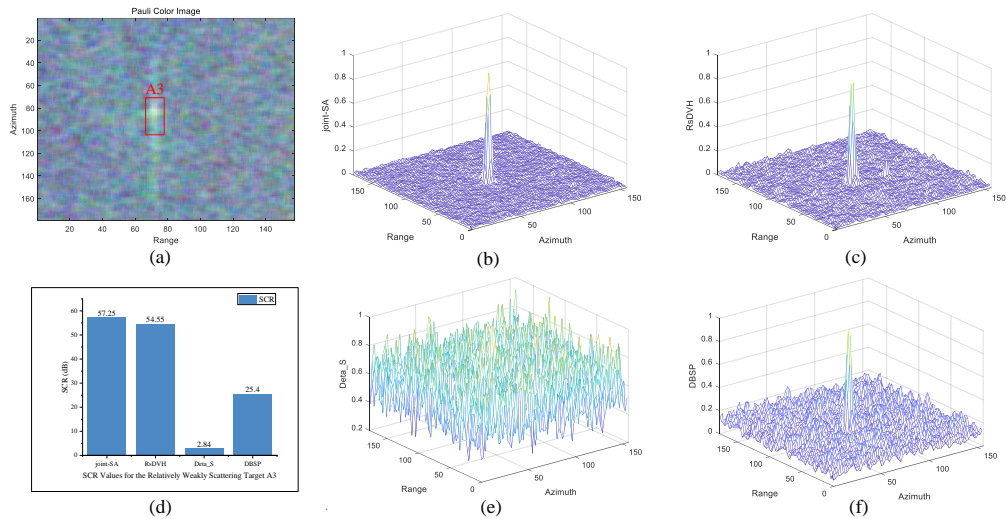 Pauli Color Image
20
40
60
80
100
120
140
160
Azimuth
A3
20 40 60 80 100 120 140
Range
(a)
1
0.8
0.6
0.4
0.2
0
joint-SA
150
100
50
0
Range
50
100
150
Azimuth
(b)
1
0.8
0.6
0.4
0.2
0
RsDVH
150
100
50
0
Range
50
100
150
Azimuth
(c)
SCR
60
50
40
30
20
10
0
SCR (dB)
57.25
54.55
2.84
25.4
joint-SA RsDVH Deta_S DBSP
SCR Values for the Relatively Weakly Scattering Target A3
(d)
1
0.8
0.6
0.4
0.2
Deta_S
150
100
50
0
Range
50
100
150
Azimuth
(e)
1
0.8
0.6
0.4
0.2
0
DBSP
150
100
50
0
Range
50
100
150
Azimuth
(f)